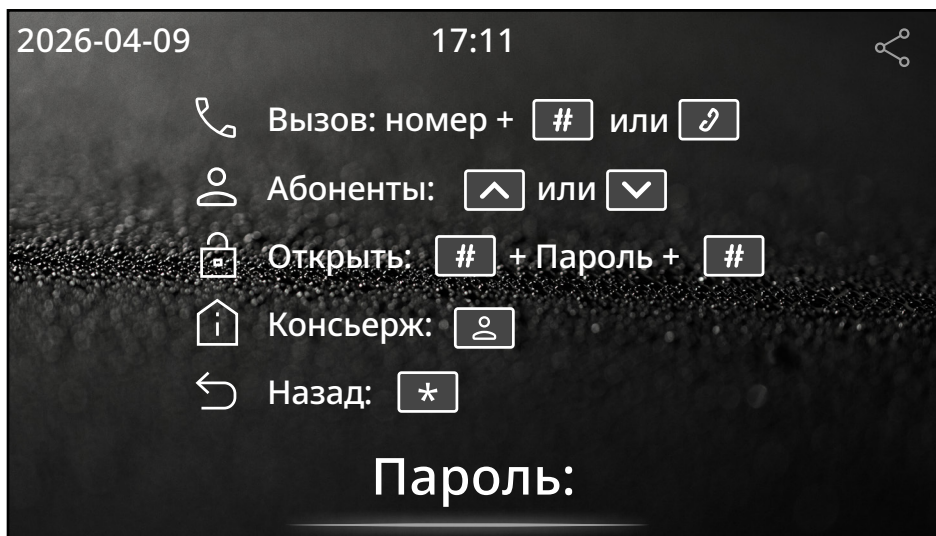 2026-04-09 17:11
Вызов: номер + # или
Абоненты: или
Открыть: # + Пароль + #
Консьерж:
Назад: *
Пароль: